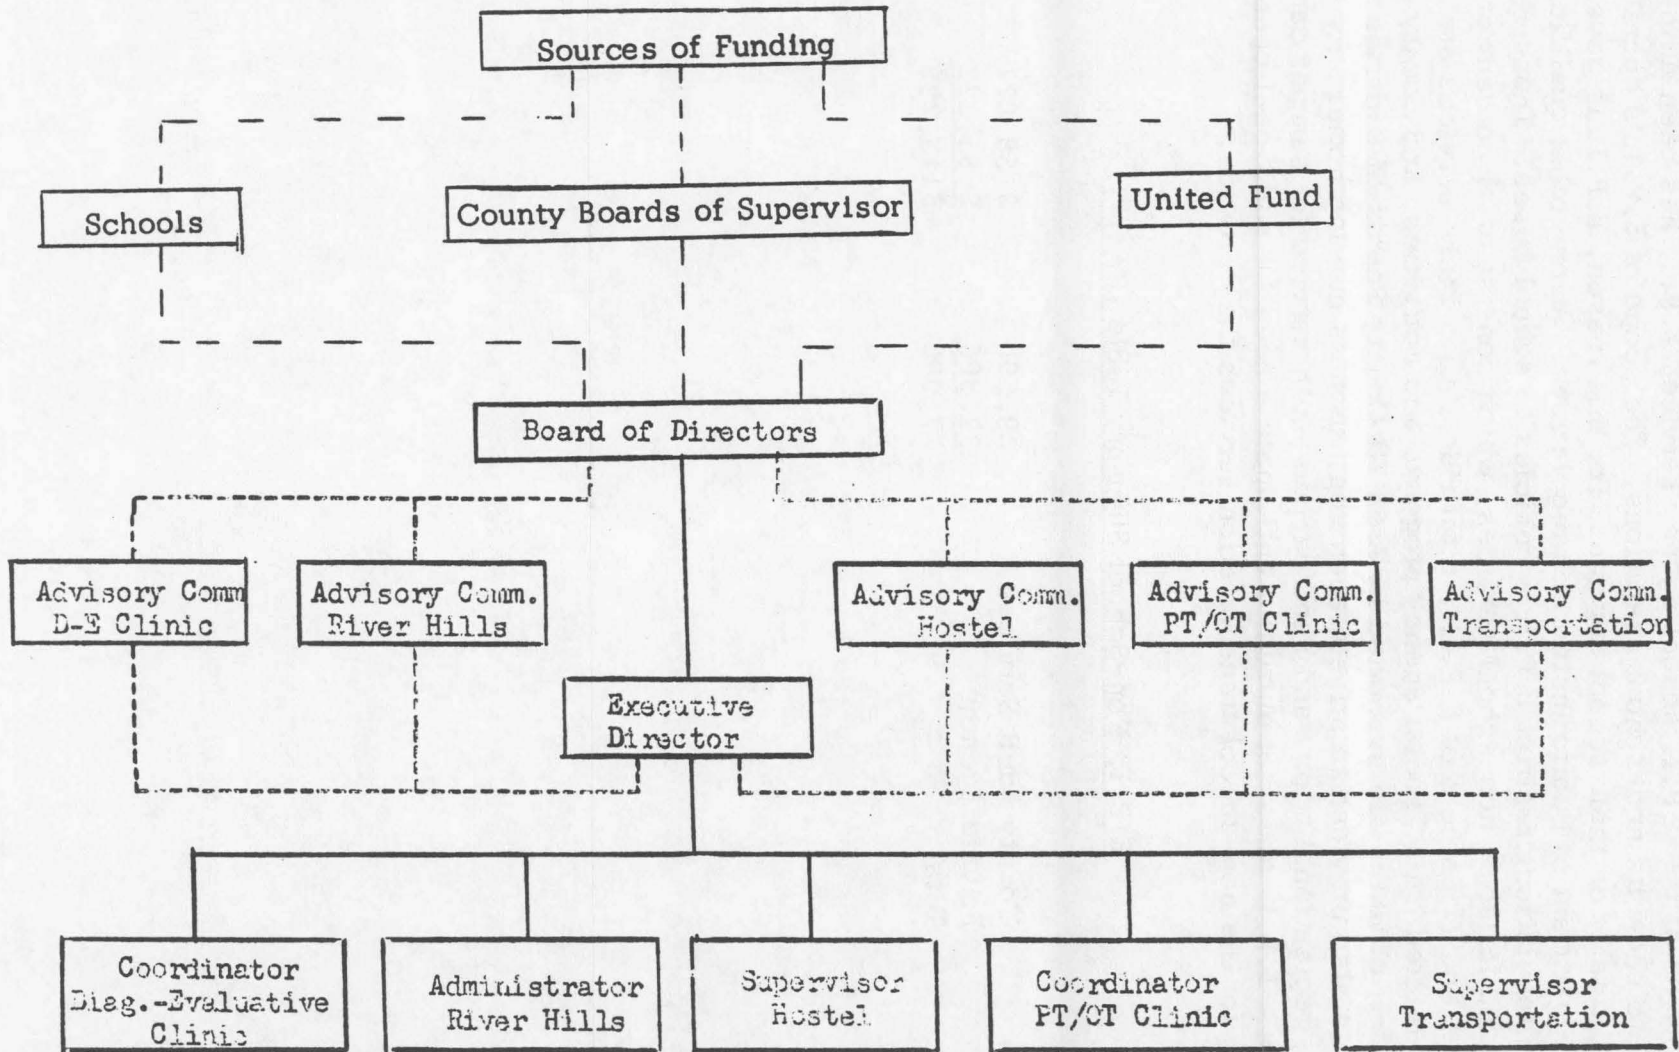 Sources of Funding
Schools
County Boards of Supervisor
United Fund
Board of Directors
Advisory Comm
D-E Clinic
Advisory Comm.
River Hills
Advisory Comm.
Hostel
Advisory Comm.
PT/OT Clinic
Advisory Comm.
Transportation
Executive
Director
Coordinator
Diag.-Evaluative
Clinic
Administrator
River Hills
Supervisor
Hostel
Coordinator
PT/OT Clinic
Supervisor
Transportation